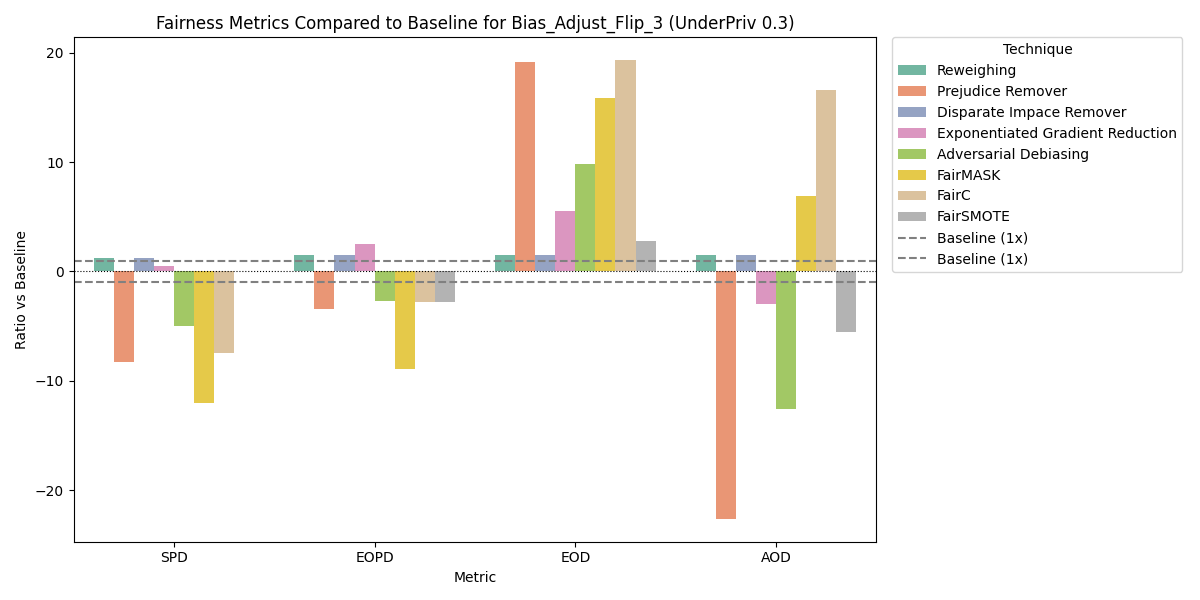 Fairness Metrics Compared to Baseline for Bias_Adjust_Flip_3 (UnderPriv 0.3)
Technique
Reweighing
Prejudice Remover
Disparate Impace Remover
Exponentiated Gradient Reduction
Adversarial Debiasing
FairMASK
FairC
FairSMOTE
Baseline (1x)
Baseline (1x)
Ratio vs Baseline
20
10
0
−10
−20
SPD
EOPD
EOD
AOD
Metric